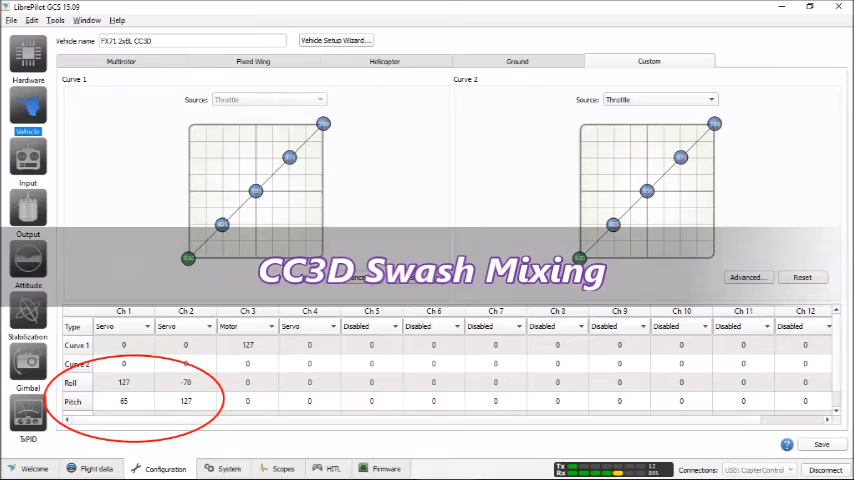 LibrePilot GCS 15.09
File Edit Tools Window Help
Vehicle name FX71 2xBL CC3D Vehicle Setup Wizard...
Multirotor Fixed Wing Helicopter Ground Custom
Hardware
Vehicle
Input
Output
Attitude
Stabilization
Gimbal
TxPID
Curve 1 Curve 2
Source: Throttle Source: Throttle
CC3D Swash Mixing
Advanced... Reset
Ch 1 Ch 2 Ch 3 Ch 4 Ch 5 Ch 6 Ch 7 Ch 8 Ch 9 Ch 10 Ch 11 Ch 12
Type Servo Servo Motor Servo Disabled Disabled Disabled Disabled Disabled Disabled Disabled Disabled
Curve 1 0 0 127 0 0 0 0 0 0 0 0 0
Curve 2 0 0 0 0 0 0 0 0 0 0 0 0
Roll 127 -70 0 0 0 0 0 0 0 0 0 0
Pitch 65 127 0 0 0 0 0 0 0 0 0 0
? Save
Welcome Flight data Configuration System Scopes HITL Firmware
Tx 12
Rx 805
Connections: USB: CopterControl Disconnect